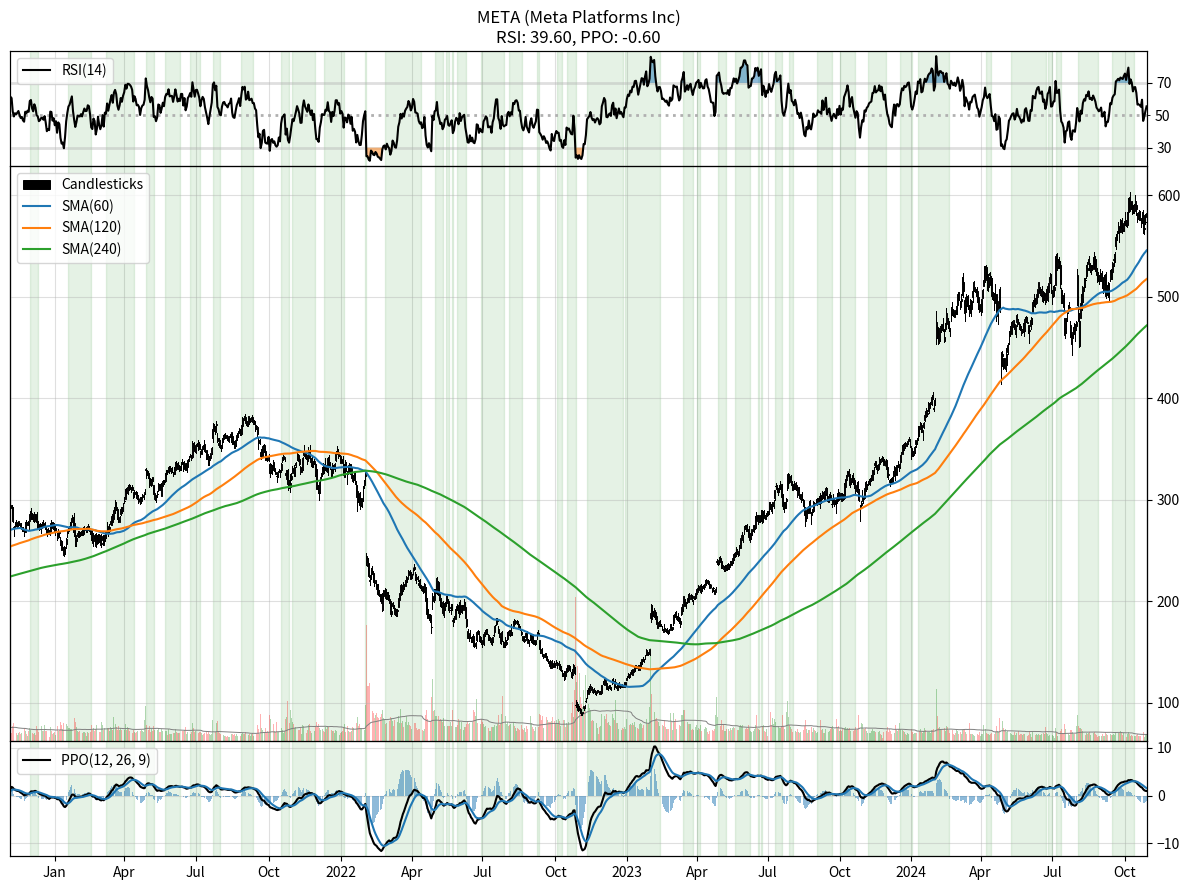 META (Meta Platforms Inc)
RSI: 39.60, PPO: -0.60
RSI(14)
70
50
30
Candlesticks
SMA(60)
SMA(120)
SMA(240)
600
500
400
300
200
100
PPO(12, 26, 9)
10
0
−10
Jan Apr Jul Oct 2022 Apr Jul Oct 2023 Apr Jul Oct 2024 Apr Jul Oct